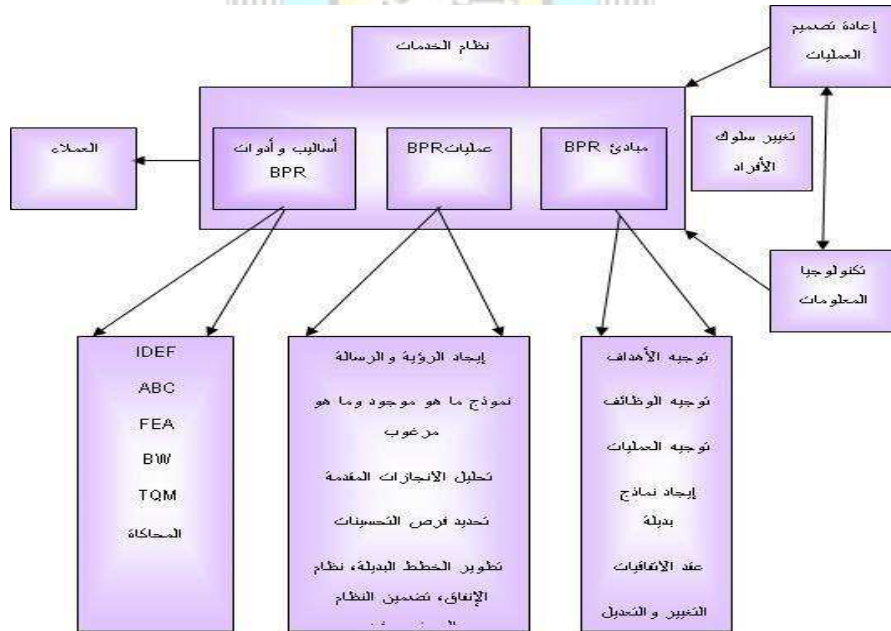 نظام الخدمات
إعادة تصميم
العمليات
مبادئ BPR
عمليات BPR
أساليب و أدوات
BPR
تغيير سلوك
الأفراد
العملاء
تكنولوجيا
المعلومات
توجيه الأهداف
توجيه الوظائف
توجيه العمليات
إيجاد نماذج
بديلة
عقد الاتفاقيات
التغيير و التعديل
إيجاد الرؤية والرسالة
نموذج ما هو موجود وما هو
مرغوب
تحليل الانجازات المقدمة
تحديد فرص التحسينات
تطوير الخطط البديلة، نظام
الإنفاق، تضمين النظام
IDEF
ABC
FEA
BW
TQM
المحاكاة